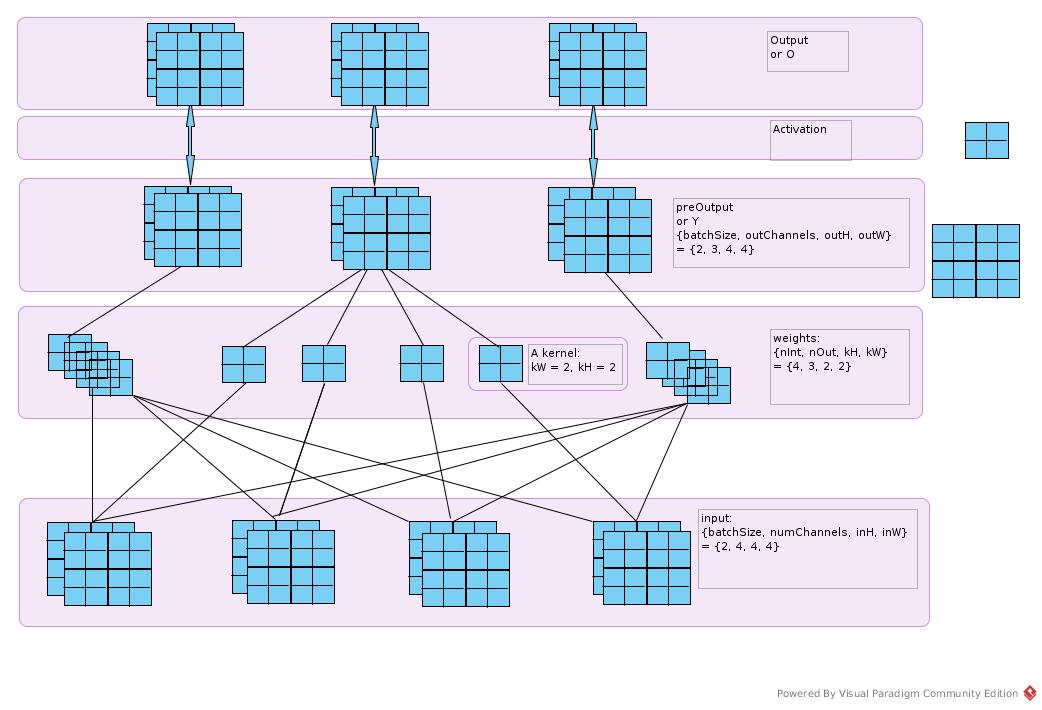 Output
or O
Activation
preOutput
or Y
{batchSize, outChannels, outH, outW}
= {2, 3, 4, 4}
A kernel:
kW = 2, kH = 2
weights:
{nInt, nOut, kH, kW}
= {4, 3, 2, 2}
input:
{batchSize, numChannels, inH, inW}
= {2, 4, 4, 4}
Powered By Visual Paradigm Community Edition